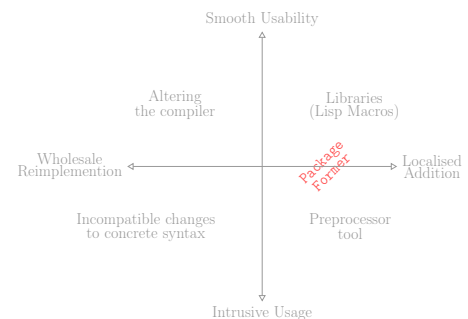 Smooth Usability
Altering
the compiler
Libraries
(Lisp Macros)
Wholesale
Reimplemention
Package
Former
Localised
Addition
Incompatible changes
to concrete syntax
Preprocessor
tool
Intrusive Usage